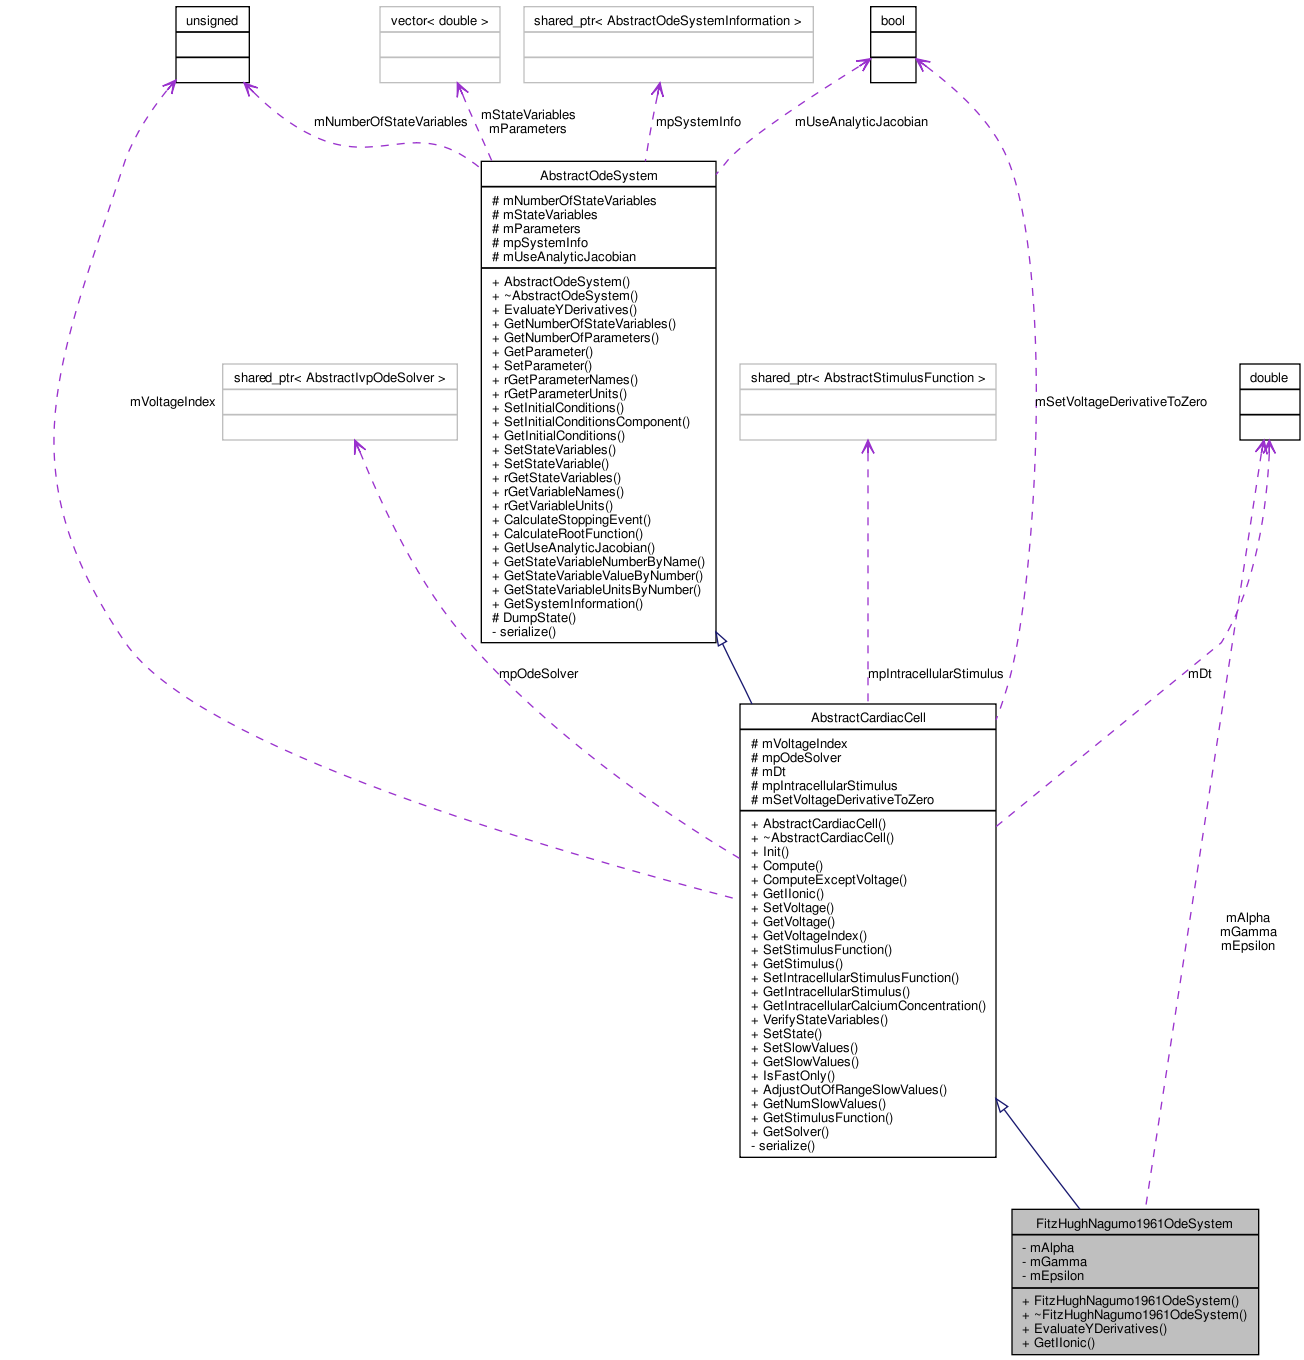 unsigned
vector< double >
shared_ptr< AbstractOdeSystemInformation >
bool
mNumberOfStateVariables
mStateVariables
mParameters
mpSystemInfo
mUseAnalyticJacobian
AbstractOdeSystem
# mNumberOfStateVariables
# mStateVariables
# mParameters
# mpSystemInfo
# mUseAnalyticJacobian
+ AbstractOdeSystem()
+ ~AbstractOdeSystem()
+ EvaluateYDerivatives()
+ GetNumberOfStateVariables()
+ GetNumberOfParameters()
+ GetParameter()
+ SetParameter()
+ rGetParameterNames()
+ rGetParameterUnits()
+ SetInitialConditions()
+ SetInitialConditionsComponent()
+ GetInitialConditions()
+ SetStateVariables()
+ SetStateVariable()
+ rGetStateVariables()
+ rGetVariableNames()
+ rGetVariableUnits()
+ CalculateStoppingEvent()
+ CalculateRootFunction()
+ GetUseAnalyticJacobian()
+ GetStateVariableNumberByName()
+ GetStateVariableValueByNumber()
+ GetStateVariableUnitsByNumber()
+ GetSystemInformation()
# DumpState()
- serialize()
mVoltageIndex
shared_ptr< AbstractIvpOdeSolver >
shared_ptr< AbstractStimulusFunction >
mSetVoltageDerivativeToZero
double
mpOdeSolver
mpIntracellularStimulus
mDt
AbstractCardiacCell
# mVoltageIndex
# mpOdeSolver
# mDt
# mpIntracellularStimulus
# mSetVoltageDerivativeToZero
+ AbstractCardiacCell()
+ ~AbstractCardiacCell()
+ Init()
+ Compute()
+ ComputeExceptVoltage()
+ GetIIonic()
+ SetVoltage()
+ GetVoltage()
+ GetVoltageIndex()
+ SetStimulusFunction()
+ GetStimulus()
+ SetIntracellularStimulusFunction()
+ GetIntracellularStimulus()
+ GetIntracellularCalciumConcentration()
+ VerifyStateVariables()
+ SetState()
+ SetSlowValues()
+ GetSlowValues()
+ IsFastOnly()
+ AdjustOutOfRangeSlowValues()
+ GetNumSlowValues()
+ GetStimulusFunction()
+ GetSolver()
- serialize()
mAlpha
mGamma
mEpsilon
FitzHughNagumo1961OdeSystem
- mAlpha
- mGamma
- mEpsilon
+ FitzHughNagumo1961OdeSystem()
+ ~FitzHughNagumo1961OdeSystem()
+ EvaluateYDerivatives()
+ GetIIonic()